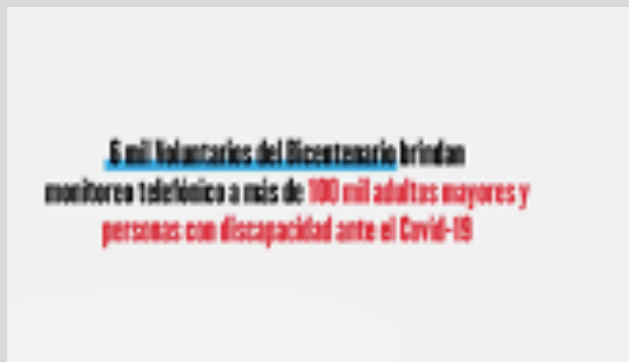 6 mil Voluntarios del Bicentenario brindan
monitoreo telefónico a más de 100 mil adultos mayores y
personas con discapacidad ante el Covid-19